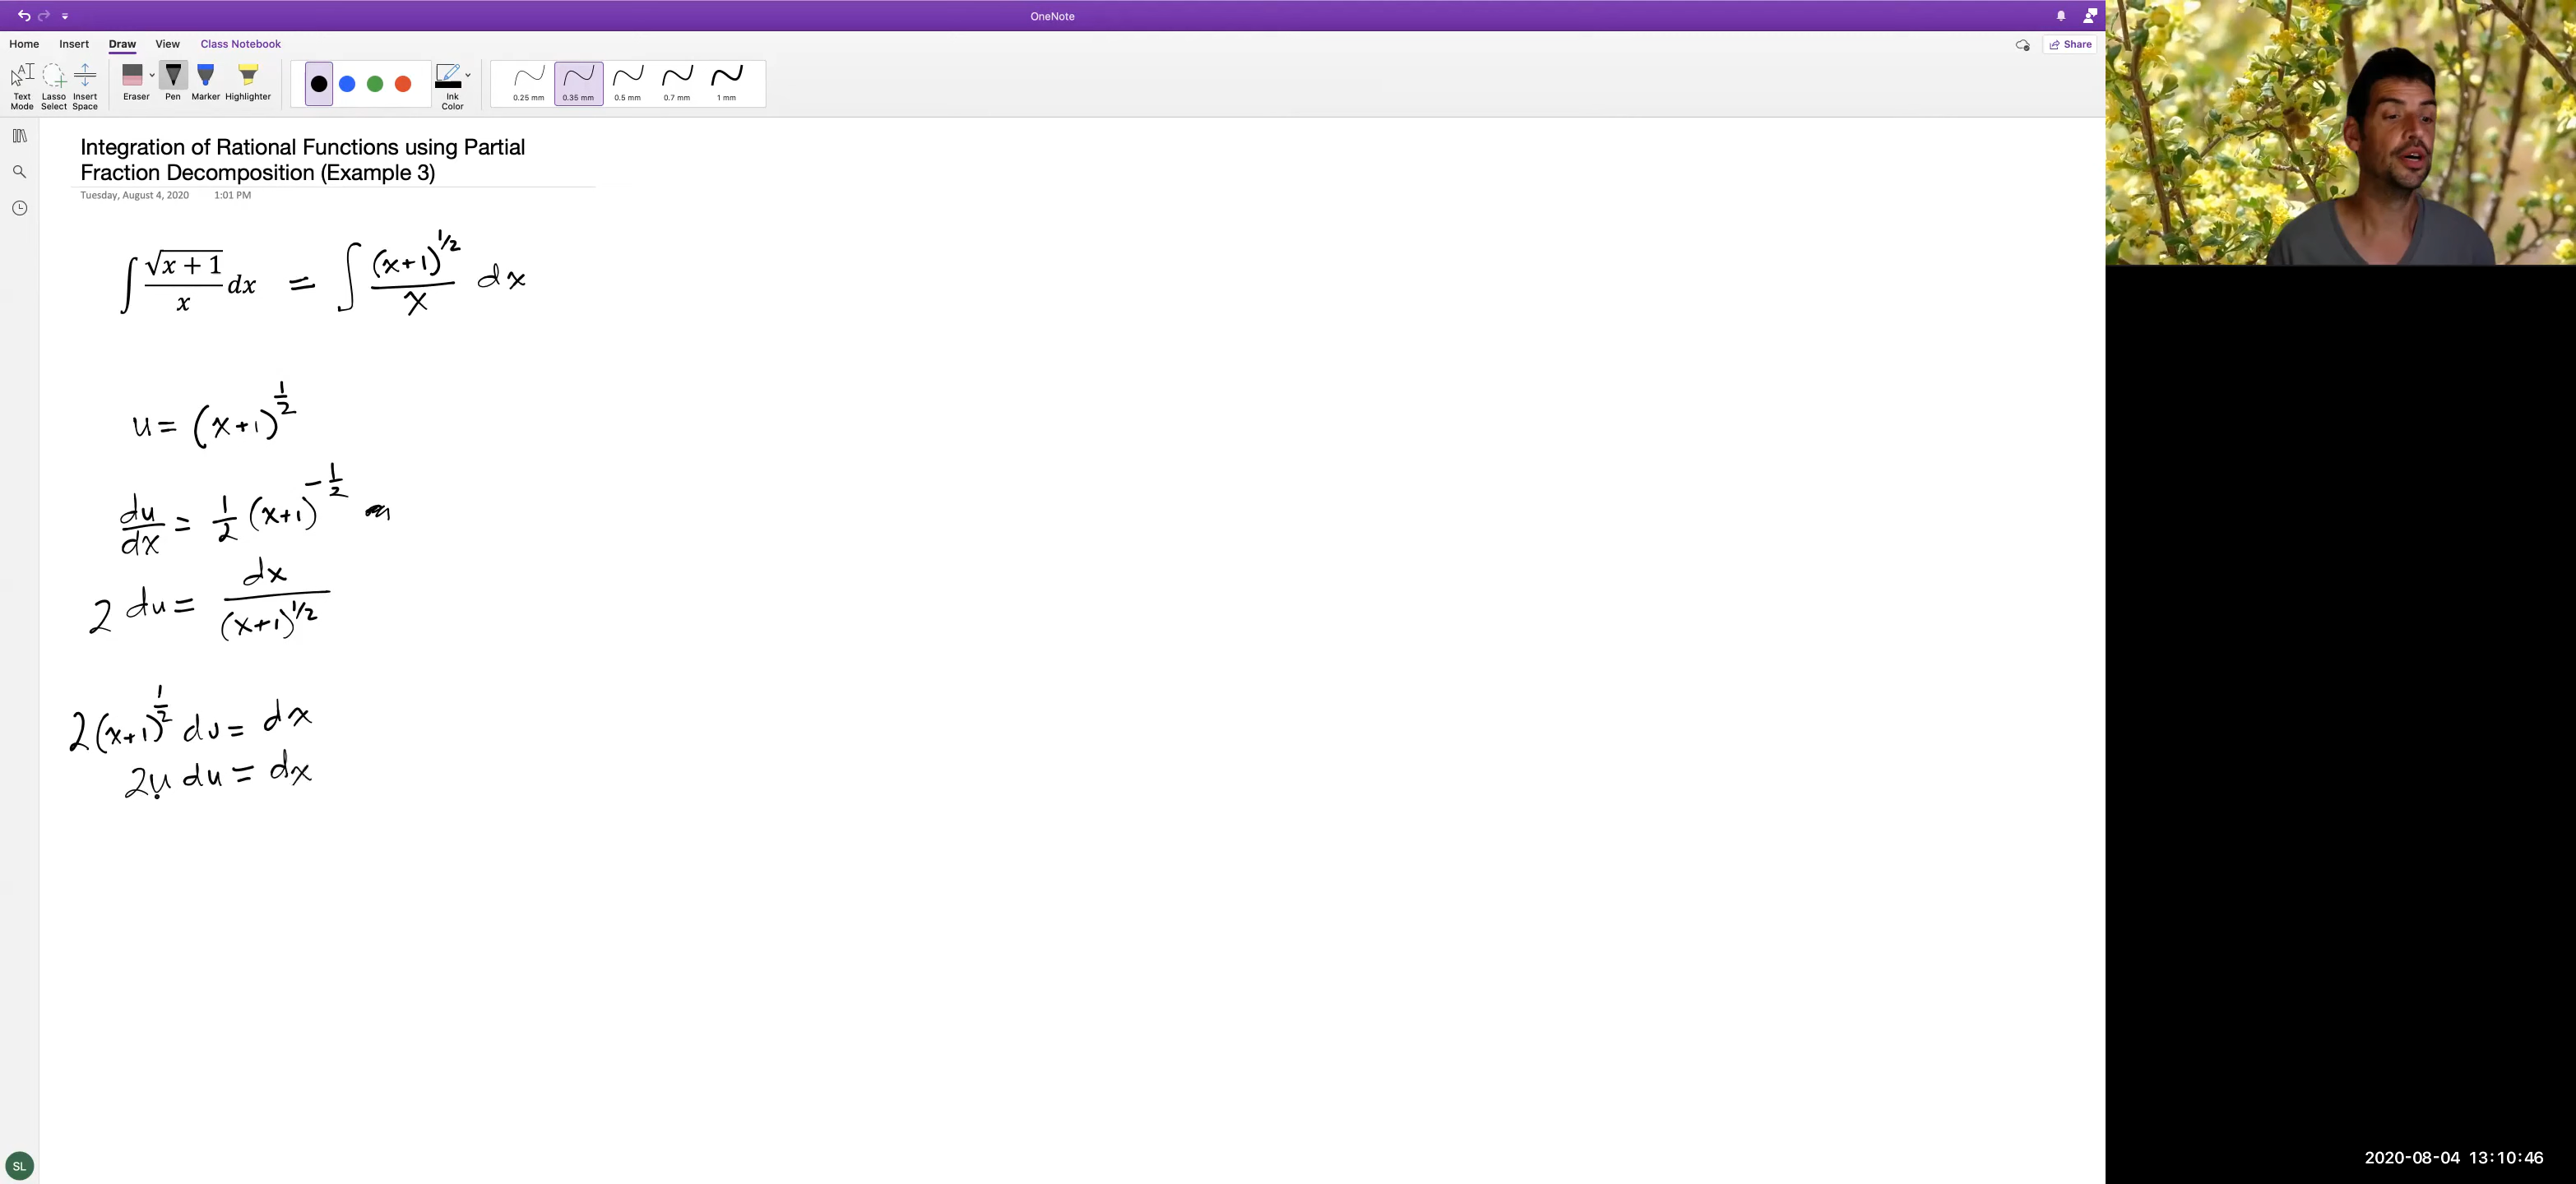 OneNote
Home Insert Draw View Class Notebook
Share
Text Mode
Lasso Select
Insert Space
Eraser
Pen
Marker
Highlighter
Ink Color
0.25 mm 0.35 mm 0.5 mm 0.7 mm 1 mm
Integration of Rational Functions using Partial
Fraction Decomposition (Example 3)
Tuesday, August 4, 2020 1:01 PM
∫ √(x + 1)/x dx = ∫ (x+1)^1/2 / x dx
u = (x+1)^1/2
du/dx = 1/2 (x+1)^-1/2
2 du = dx/(x+1)^1/2
2(x+1)^1/2 du = dx
2u du = dx
SL
2020-08-04 13:10:46